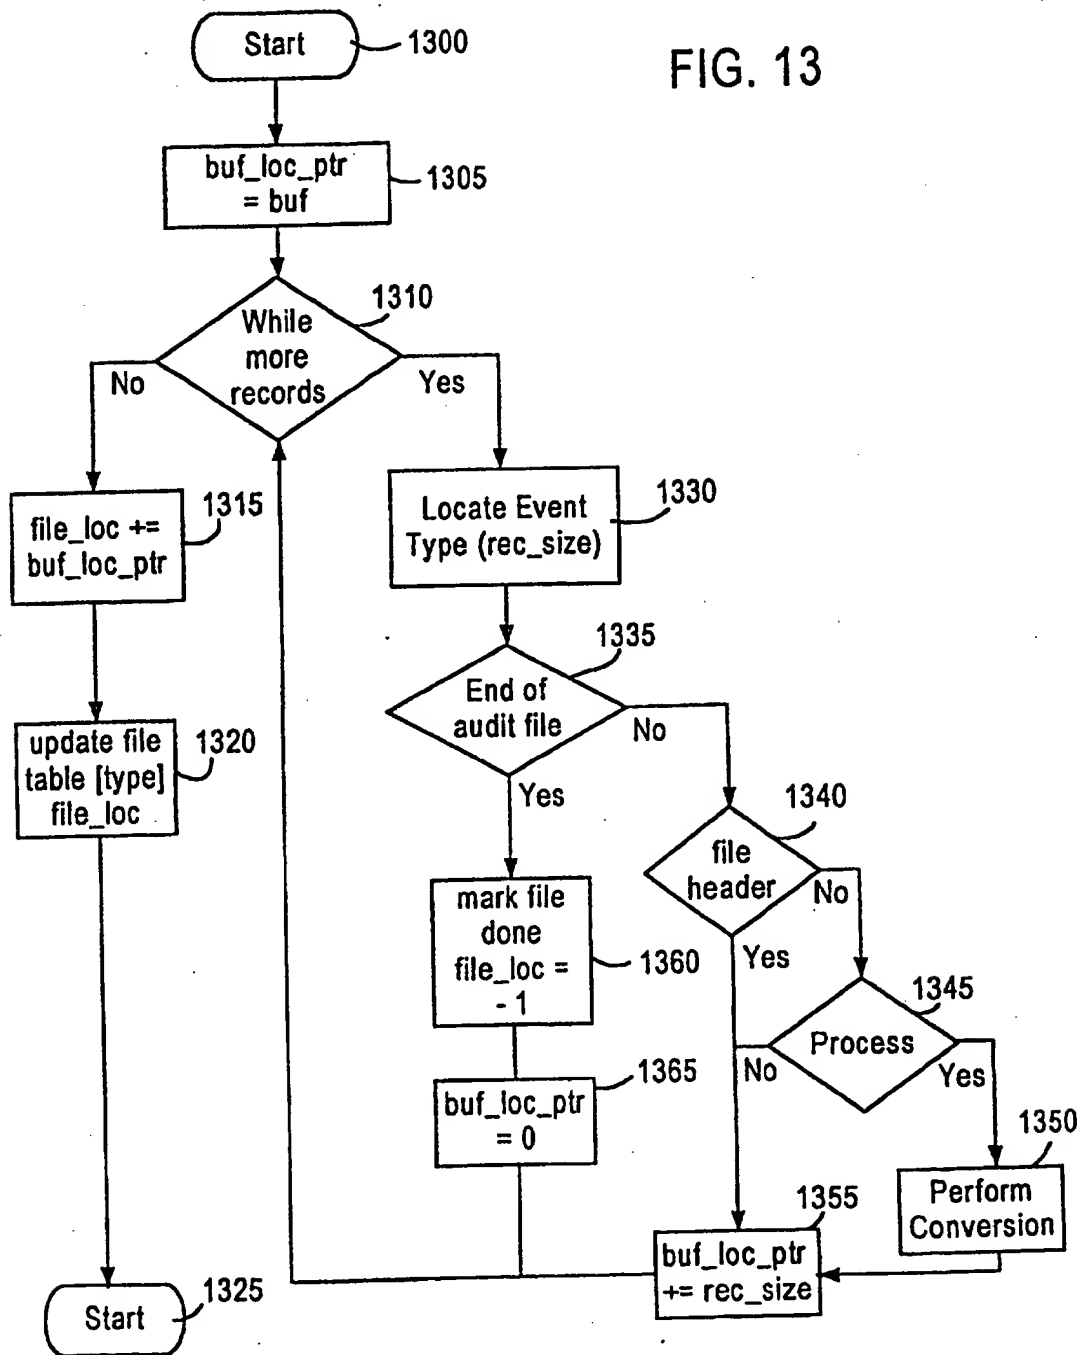 Start
1300
FIG. 13
buf_loc_ptr
= buf
1305
While
more
records
1310
No
Yes
file_loc +=
buf_loc_ptr
1315
Locate Event
Type (rec_size)
1330
End of
audit file
1335
No
Yes
update file
table [type]
file_loc
1320
file
header
1340
No
Yes
mark file
done
file_loc =
- 1
1360
Process
1345
No
Yes
buf_loc_ptr
= 0
1365
Perform
Conversion
1350
buf_loc_ptr
+= rec_size
1355
Start
1325